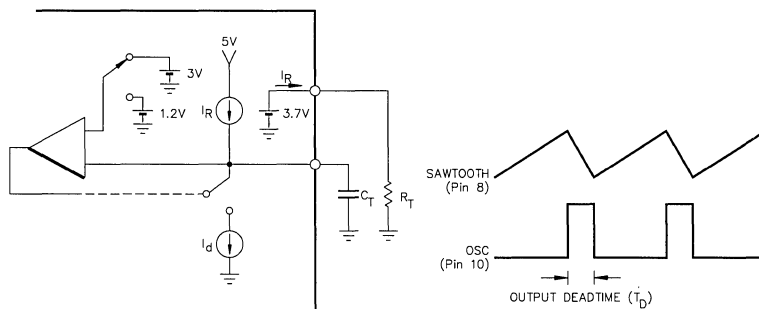 5V
I_R
3V
1.2V
I_R
3.7V
C_T
R_T
I_d
SAWTOOTH
(Pin 8)
OSC
(Pin 10)
OUTPUT DEADTIME (T_D)